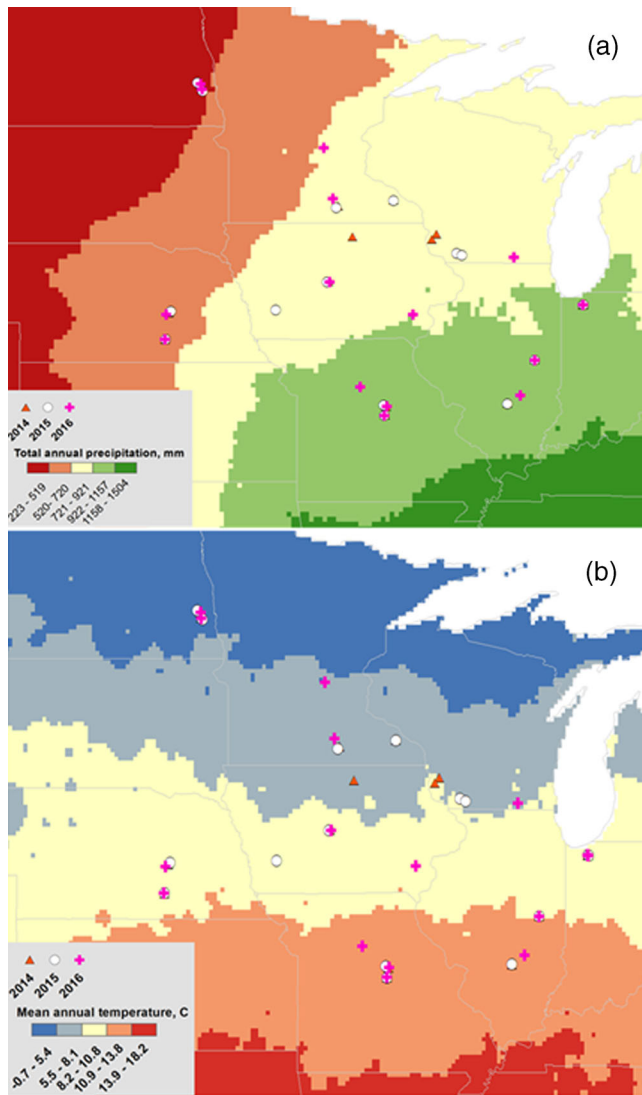 (a)
2014 2015 2016
Total annual precipitation, mm
223 - 519 520 - 720 721 - 921 922 - 1157 1158 - 1504
(b)
2014 2015 2016
Mean annual temperature, C
-0.7 - 5.4 5.5 - 8.1 8.2 - 10.8 10.9 - 13.8 13.9 - 18.2